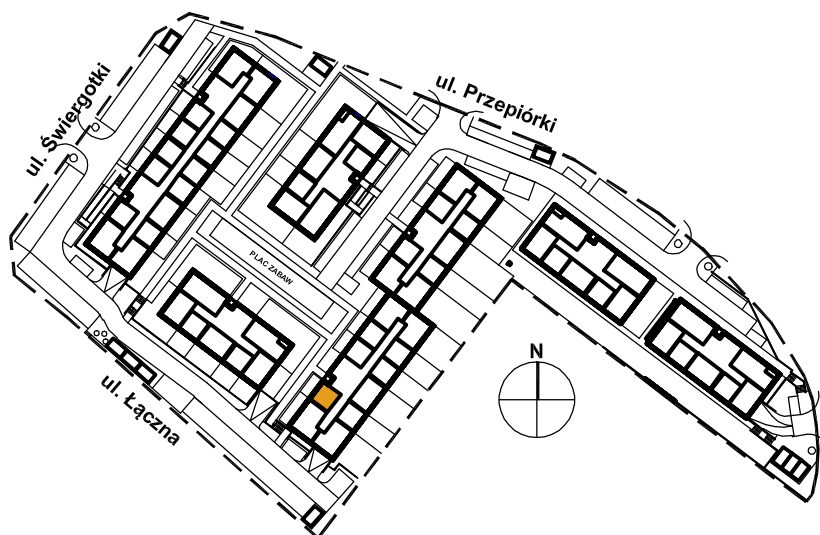 ul. Świergotki
ul. Przepiórki
PLAC ZABAW
N
ul. Łączna